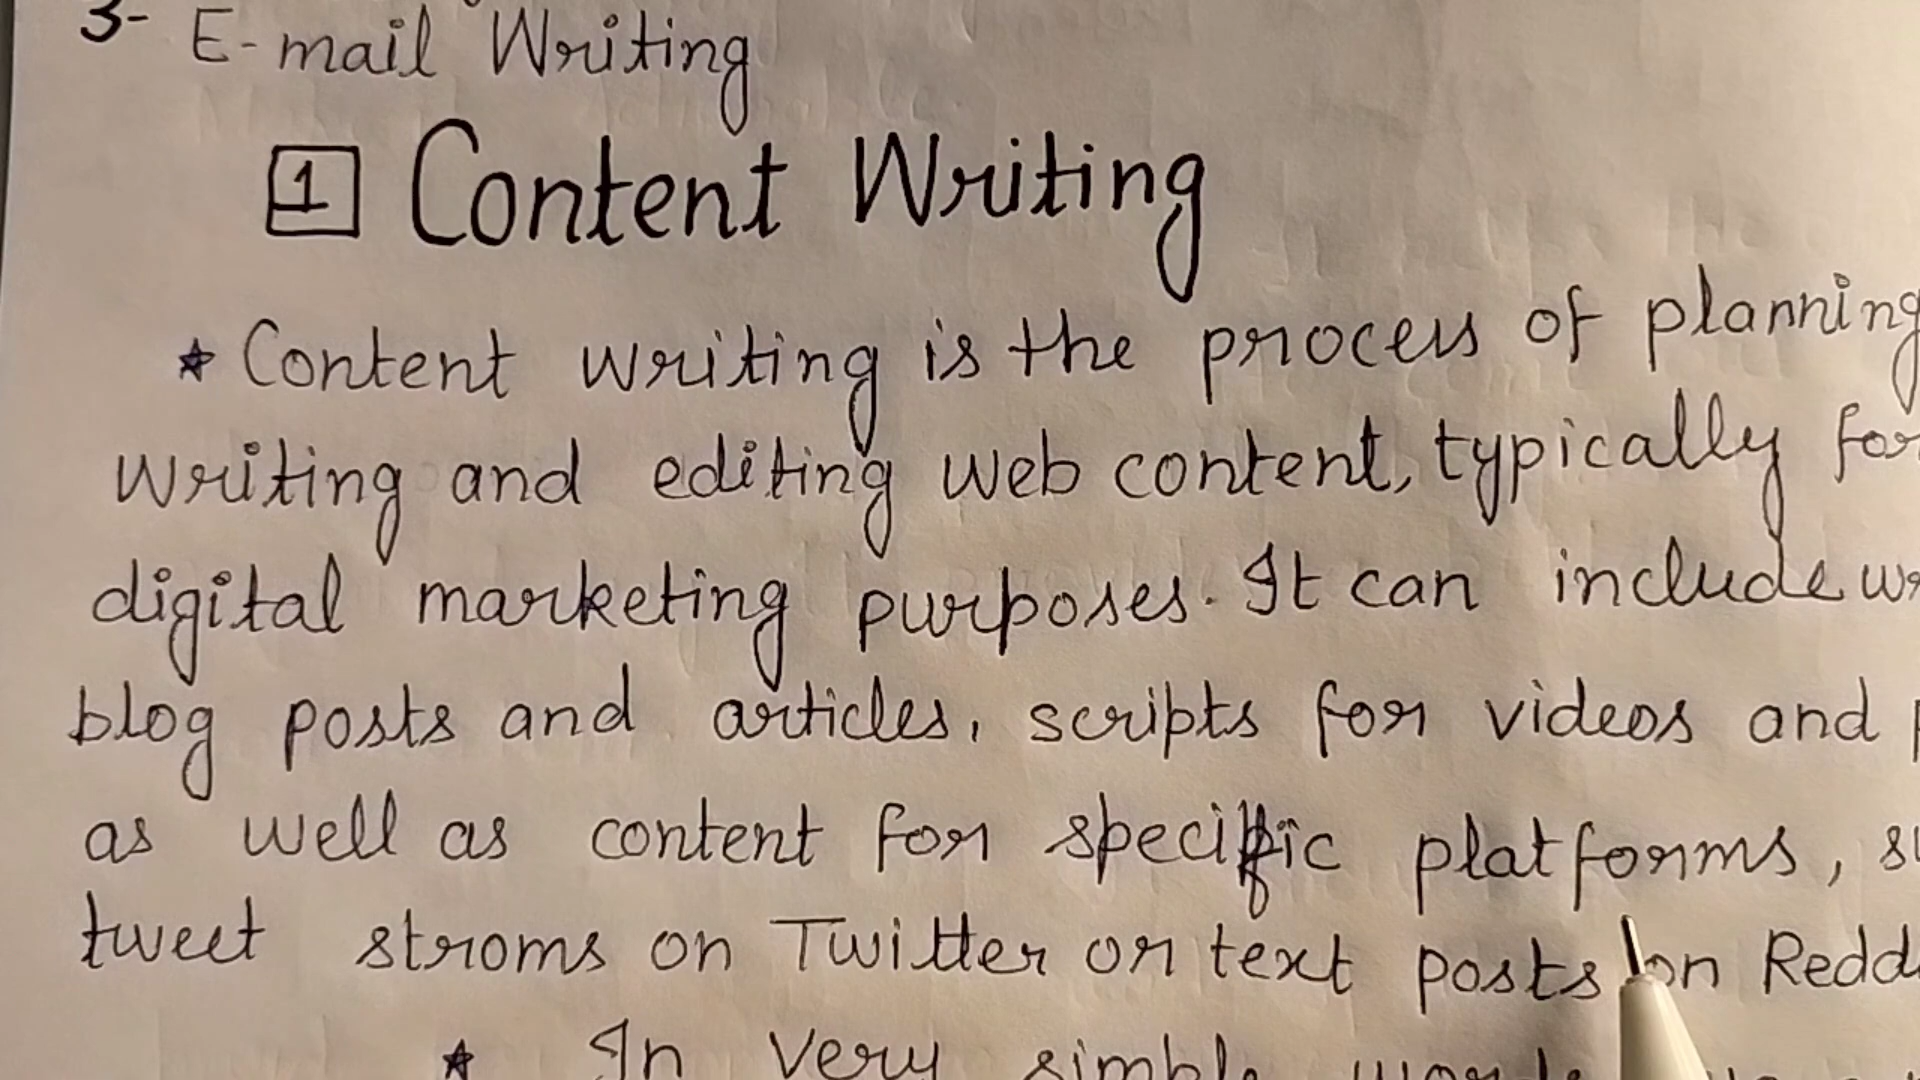 3- E-mail Writing
1 Content Writing
★ Content writing is the process of planning
writing and editing web content, typically for
digital marketing purposes. It can include
blog posts and articles, scripts for videos and
as well as content for specific platforms,
tweet stroms on Twitter or text posts on
★ In very simple